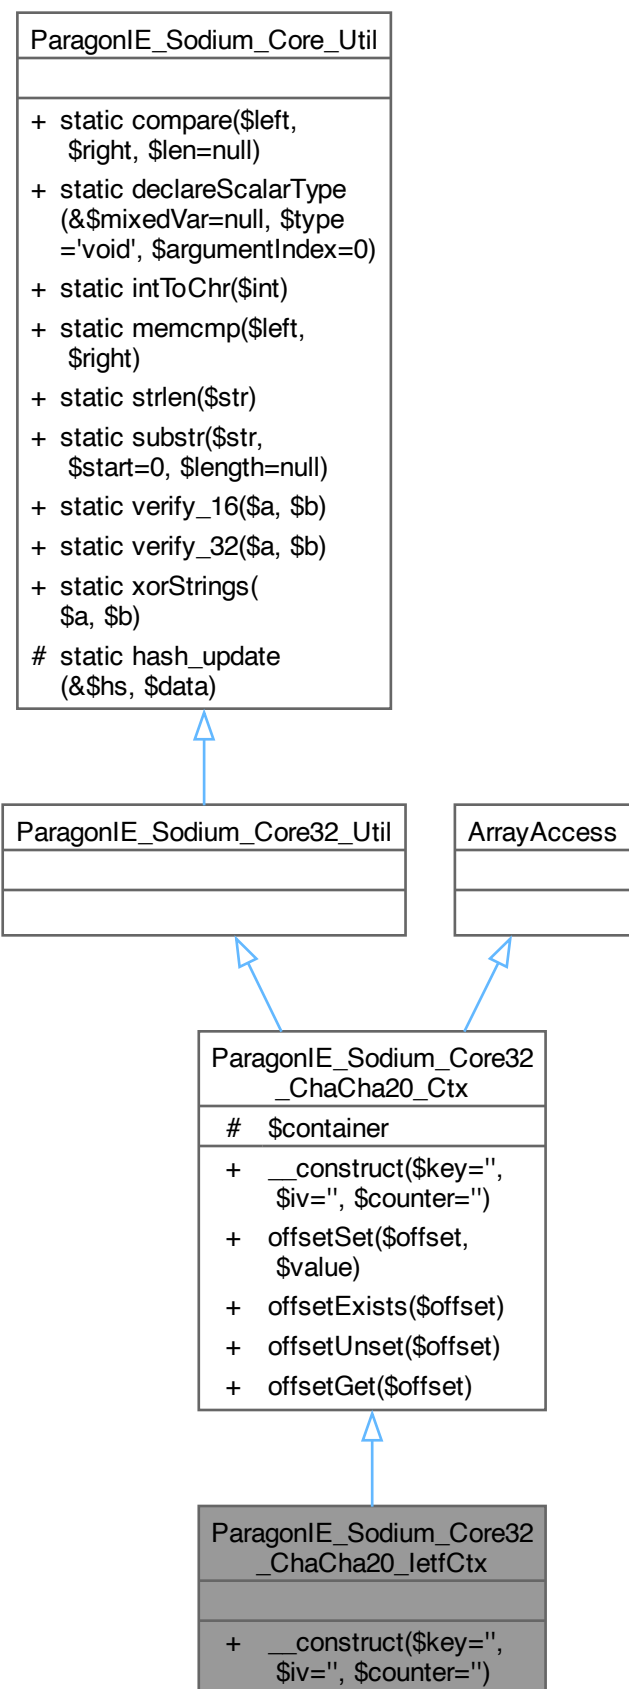 ParagonIE_Sodium_Core_Util
+ static compare($left,
$right, $len=null)
+ static declareScalarType
(&$mixedVar=null, $type
='void', $argumentIndex=0)
+ static intToChr($int)
+ static memcmp($left,
$right)
+ static strlen($str)
+ static substr($str,
$start=0, $length=null)
+ static verify_16($a, $b)
+ static verify_32($a, $b)
+ static xorStrings(
$a, $b)
# static hash_update
(&$hs, $data)
ParagonIE_Sodium_Core32_Util
ArrayAccess
ParagonIE_Sodium_Core32
_ChaCha20_Ctx
# $container
+ __construct($key='',
$iv='', $counter='')
+ offsetSet($offset,
$value)
+ offsetExists($offset)
+ offsetUnset($offset)
+ offsetGet($offset)
ParagonIE_Sodium_Core32
_ChaCha20_IetfCtx
+ __construct($key='',
$iv='', $counter='')